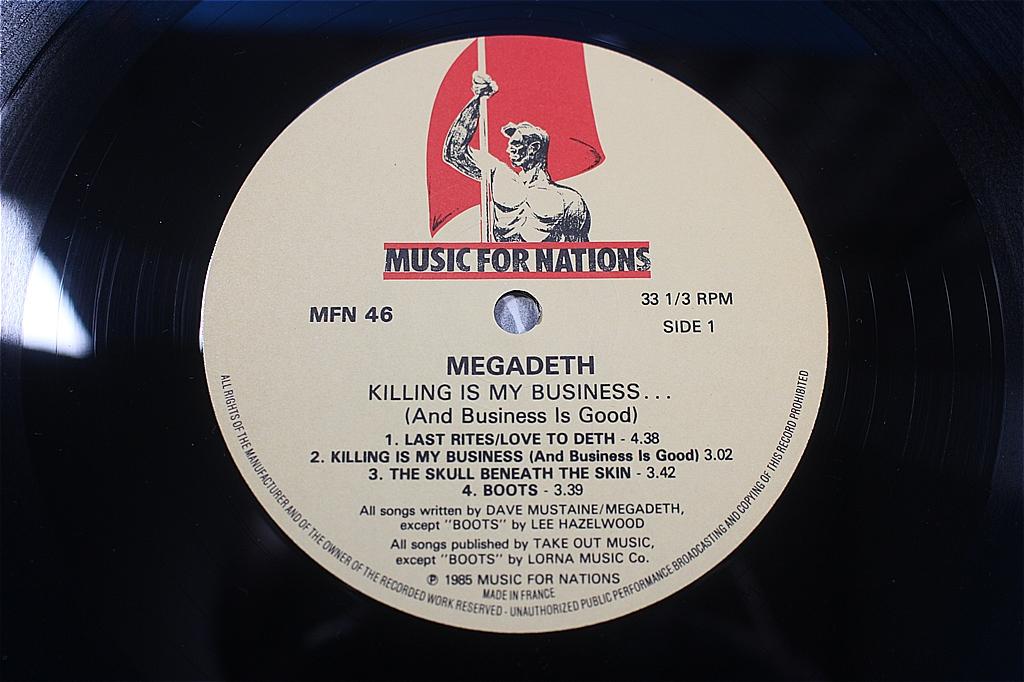 MUSIC FOR NATIONS
MFN 46
33 1/3 RPM
SIDE 1
MEGADETH
KILLING IS MY BUSINESS...
(And Business Is Good)
1. LAST RITES/LOVE TO DETH - 4.38
2. KILLING IS MY BUSINESS (And Business Is Good) 3.02
3. THE SKULL BENEATH THE SKIN - 3.42
4. BOOTS - 3.39
All songs written by DAVE MUSTAINE/MEGADETH,
except "BOOTS" by LEE HAZELWOOD
All songs published by TAKE OUT MUSIC,
except "BOOTS" by LORNA MUSIC Co.
℗ 1985 MUSIC FOR NATIONS
MADE IN FRANCE
ALL RIGHTS OF THE MANUFACTURER AND OF THE OWNER OF THE RECORDED WORK RESERVED - UNAUTHORIZED PUBLIC PERFORMANCE BROADCASTING AND COPYING OF THIS RECORD PROHIBITED